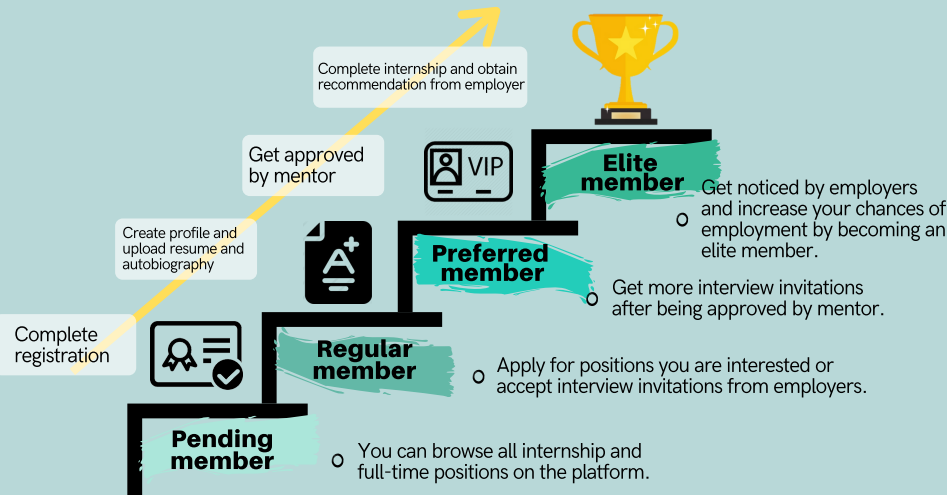 Complete internship and obtain
recommendation from employer
Get approved
by mentor
Create profile and
upload resume and
autobiography
Complete
registration
VIP
A+
Elite
member
Get noticed by employers
and increase your chances of
employment by becoming an
elite member.
Preferred
member
Get more interview invitations
after being approved by mentor.
Regular
member
Apply for positions you are interested or
accept interview invitations from employers.
Pending
member
You can browse all internship and
full-time positions on the platform.